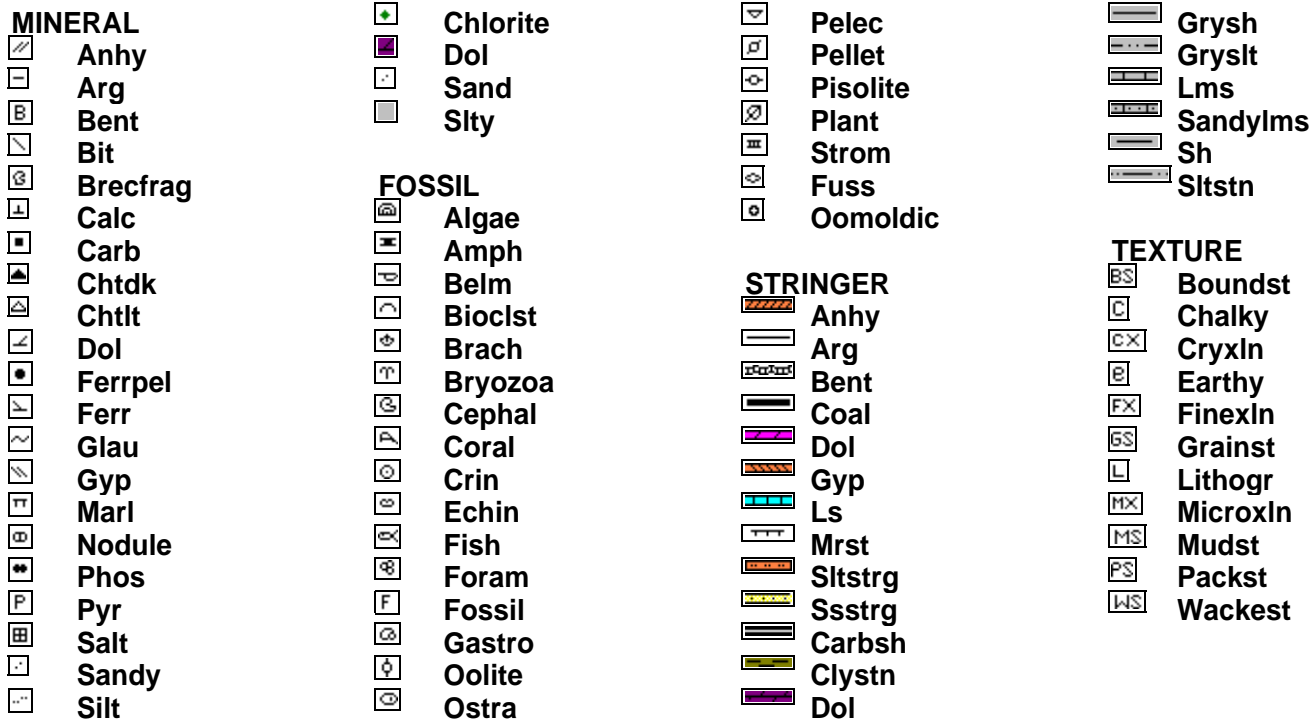 MINERAL
Anhy
Arg
B Bent
Bit
Brecfrag
Calc
Carb
Chtdk
Chtlt
Dol
Ferrpel
Ferr
Glau
Gyp
Marl
Nodule
Phos
P Pyr
Salt
Sandy
Silt
Chlorite
Dol
Sand
Slty
FOSSIL
Algae
Amph
Belm
Bioclst
Brach
Bryozoa
Cephal
Coral
Crin
Echin
Fish
Foram
F Fossil
Gastro
Oolite
Ostra
Pelec
Pellet
Pisolite
Plant
Strom
Fuss
Oomoldic
STRINGER
Anhy
Arg
Bent
Coal
Dol
Gyp
Ls
Mrst
Sltstrg
Ssstrg
Carbsh
Clystn
Dol
Grysh
Gryslt
Lms
Sandylms
Sh
Sltstn
TEXTURE
BS Boundst
C Chalky
CX Cryxln
e Earthy
FX Finexln
GS Grainst
L Lithogr
MX Microxln
MS Mudst
PS Packst
WS Wackest